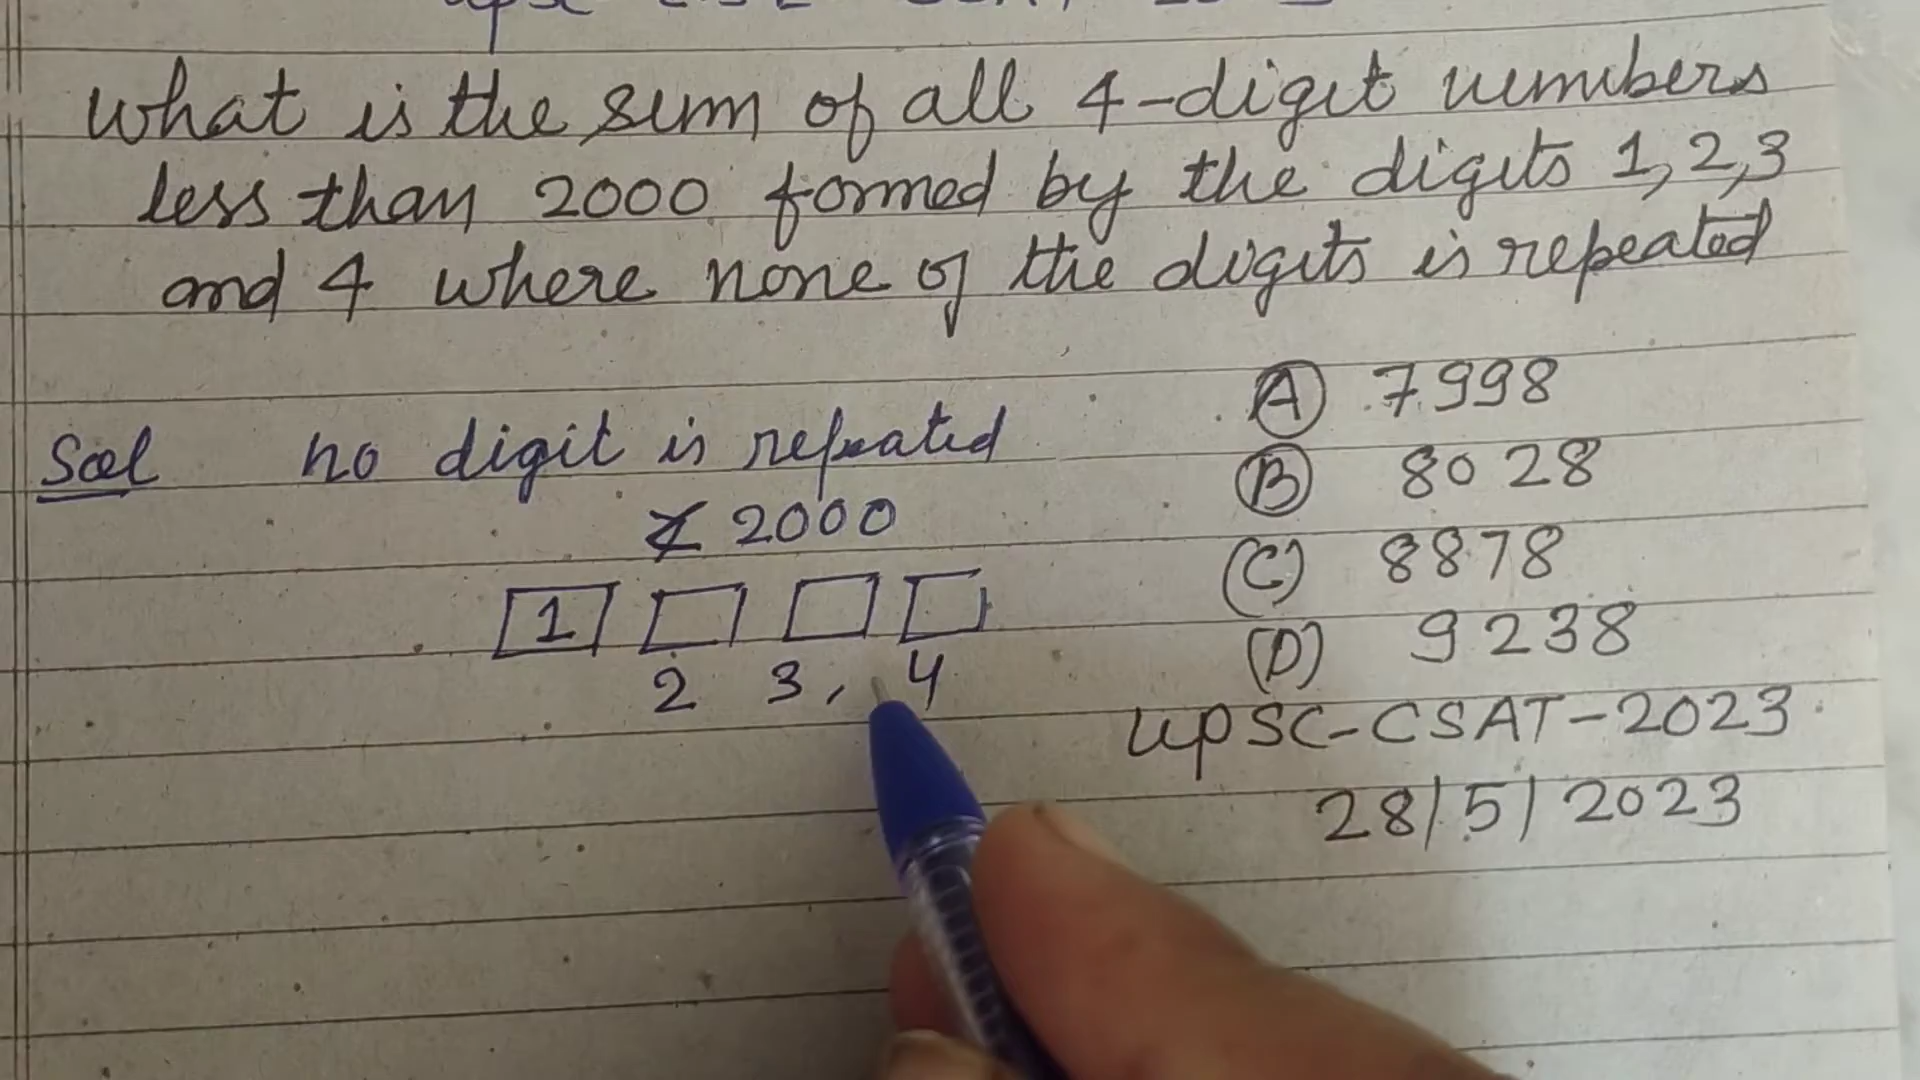 What is the sum of all 4-digit numbers
less than 2000 formed by the digits 1,2,3
and 4 where none of the digits is repeated
Sol no digit is repeated
< 2000
1
2 3, 4
(A) 7998
(B) 8028
(C) 8878
(D) 9238
UPSC-CSAT-2023
28/5/2023